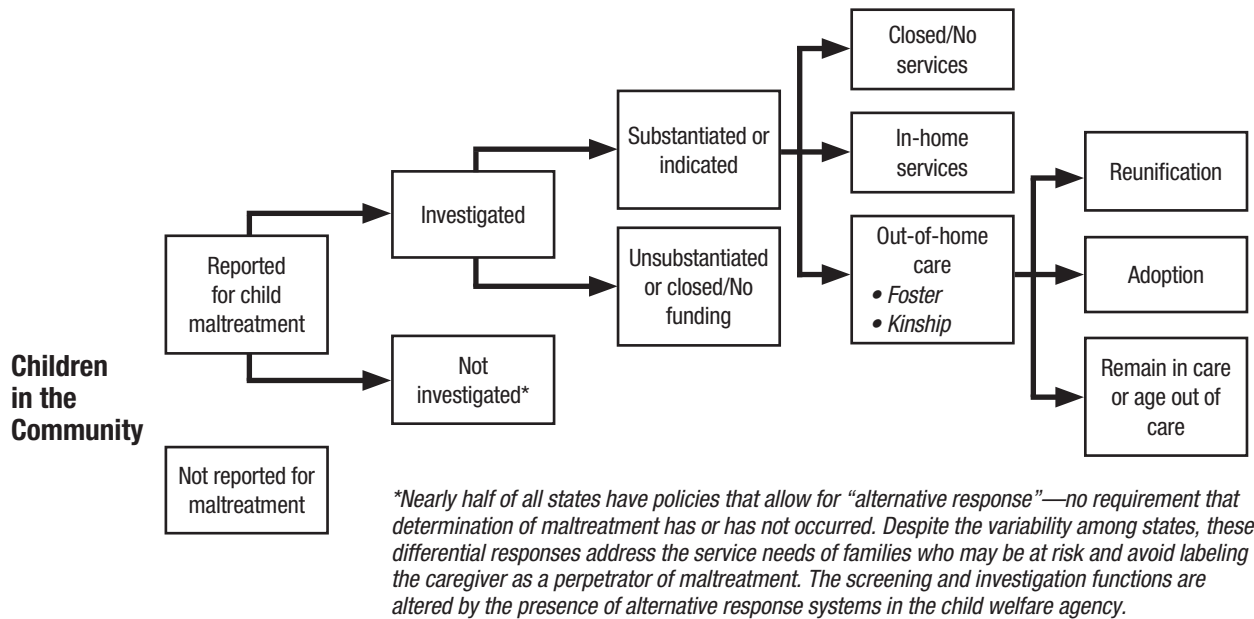 Children
in the
Community
Reported
for child
maltreatment
Not reported for
maltreatment
Investigated
Not
investigated*
Substantiated or
indicated
Unsubstantiated
or closed/No
funding
Closed/No
services
In-home
services
Out-of-home
care
• Foster
• Kinship
Reunification
Adoption
Remain in care
or age out of
care
*Nearly half of all states have policies that allow for “alternative response”—no requirement that
determination of maltreatment has or has not occurred. Despite the variability among states, these
differential responses address the service needs of families who may be at risk and avoid labeling
the caregiver as a perpetrator of maltreatment. The screening and investigation functions are
altered by the presence of alternative response systems in the child welfare agency.